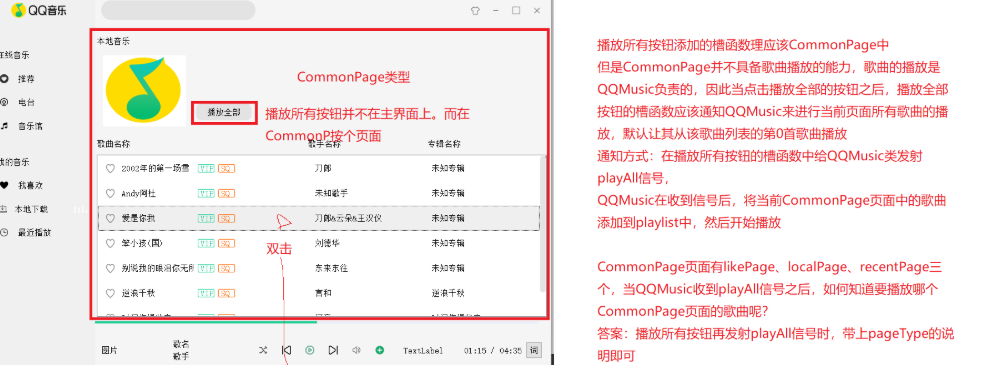 QQ音乐
本地音乐
在线音乐
推荐
电台
音乐馆
我的音乐
我喜欢
本地下载
最近播放
CommonPage类型
播放全部
播放所有按钮并不在主界面上。而在
CommonP按个页面
歌曲名称 歌手名称 专辑名称
2002年的第一场雪 VIP SQ 刀郎 未知专辑
Andy阿杜 VIP SQ 未知歌手 未知专辑
爱是你我 VIP SQ 刀郎&云朵&王汉仪 未知专辑
双击
笨小孩(国) VIP SQ 刘德华 未知专辑
别说我的眼泪你无所 VIP SQ 东来东往 未知专辑
逆浪千秋 VIP SQ 言和 未知专辑
图片 歌名 TextLabel 01:15 / 04:35 词
歌手
播放所有按钮添加的槽函数理应该CommonPage中
但是CommonPage并不具备歌曲播放的能力，歌曲的播放是
QQMusic负责的，因此当点击播放全部的按钮之后，播放全部
按钮的槽函数应该通知QQMusic来进行当前页面所有歌曲的播
放，默认让其从该歌曲列表的第0首歌曲播放
通知方式：在播放所有按钮的槽函数中给QQMusic类发射
playAll信号，
QQMusic在收到信号后，将当前CommonPage页面中的歌曲
添加到playlist中，然后开始播放
CommonPage页面有likePage、localPage、recentPage三
个，当QQMusic收到playAll信号之后，如何知道要播放哪个
CommonPage页面的歌曲呢？
答案：播放所有按钮再发射playAll信号时，带上pageType的说
明即可